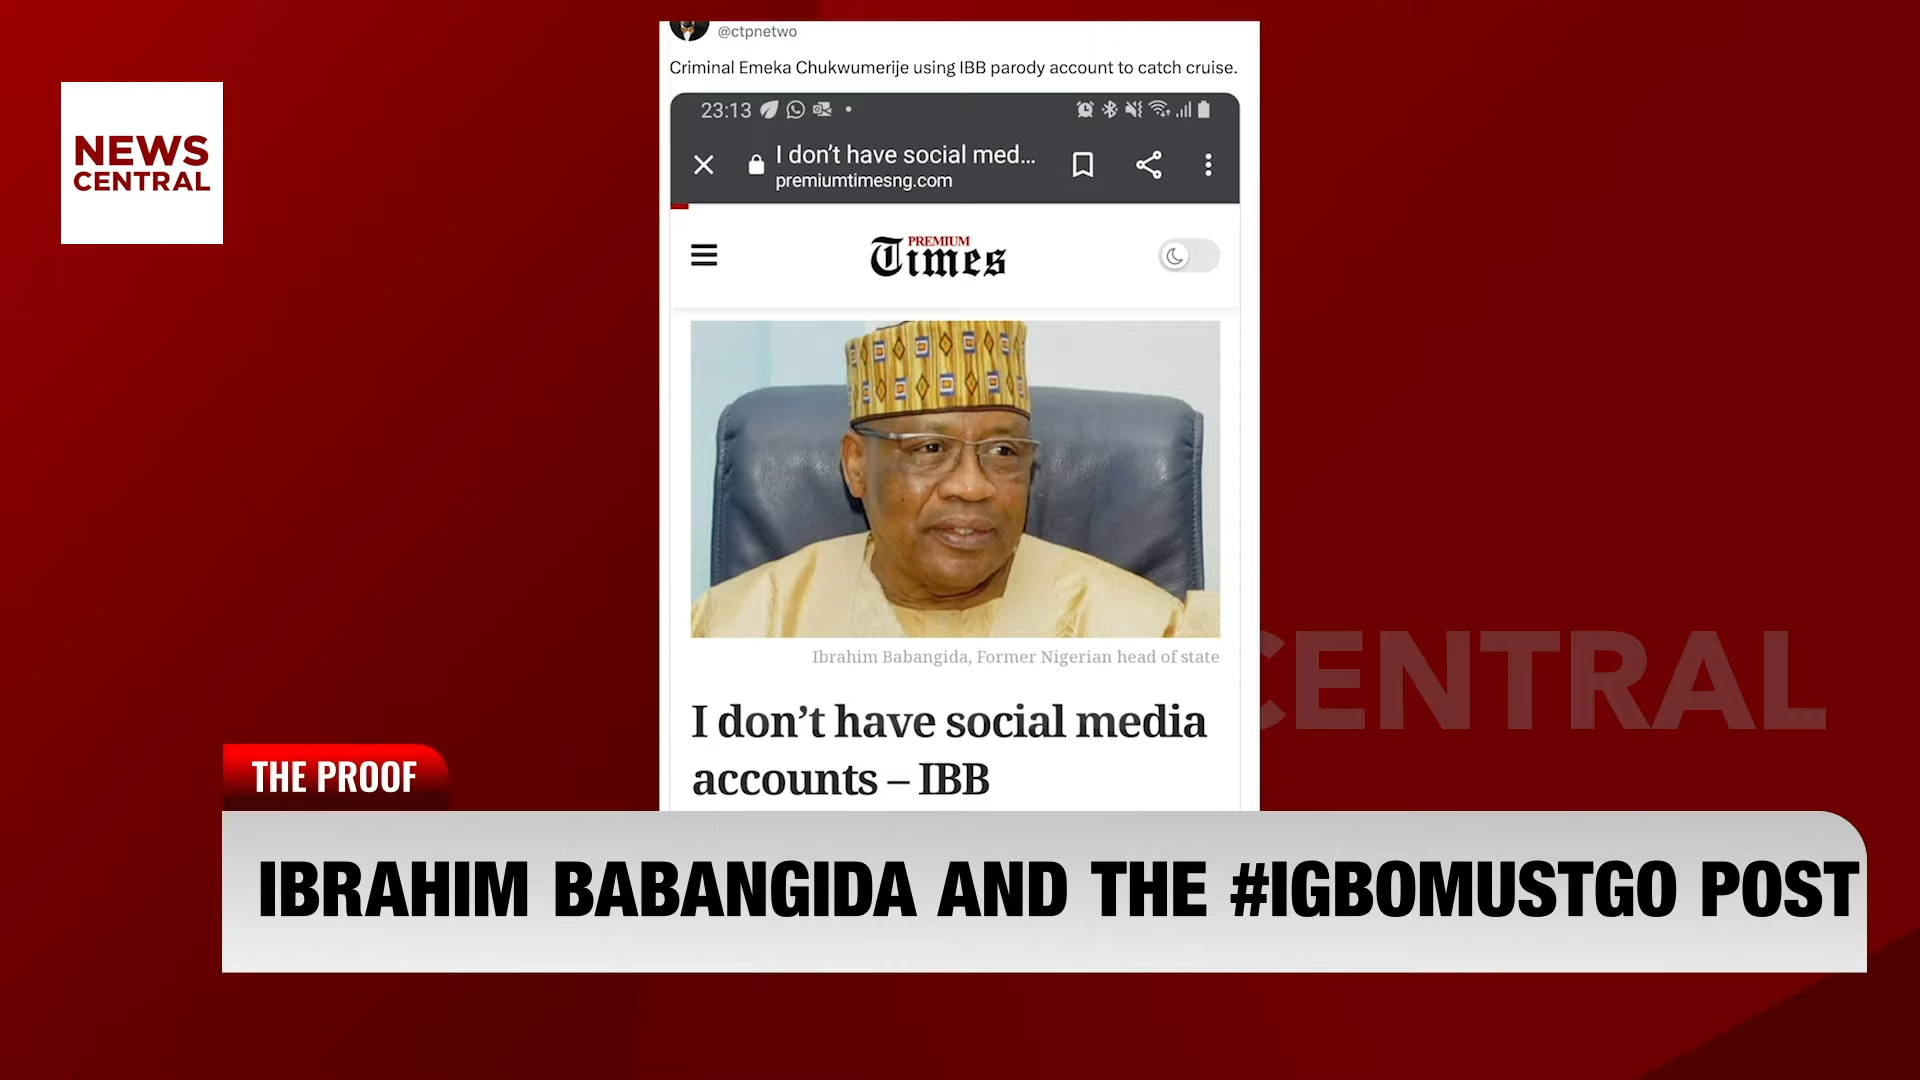 @ctpnetwo
Criminal Emeka Chukwumerije using IBB parody account to catch cruise.
NEWS
CENTRAL
23:13
I don’t have social med...
premiumtimesng.com
PREMIUM
Times
Ibrahim Babangida, Former Nigerian head of state
I don’t have social media
accounts – IBB
CENTRAL
THE PROOF
IBRAHIM BABANGIDA AND THE #IGBOMUSTGO POST